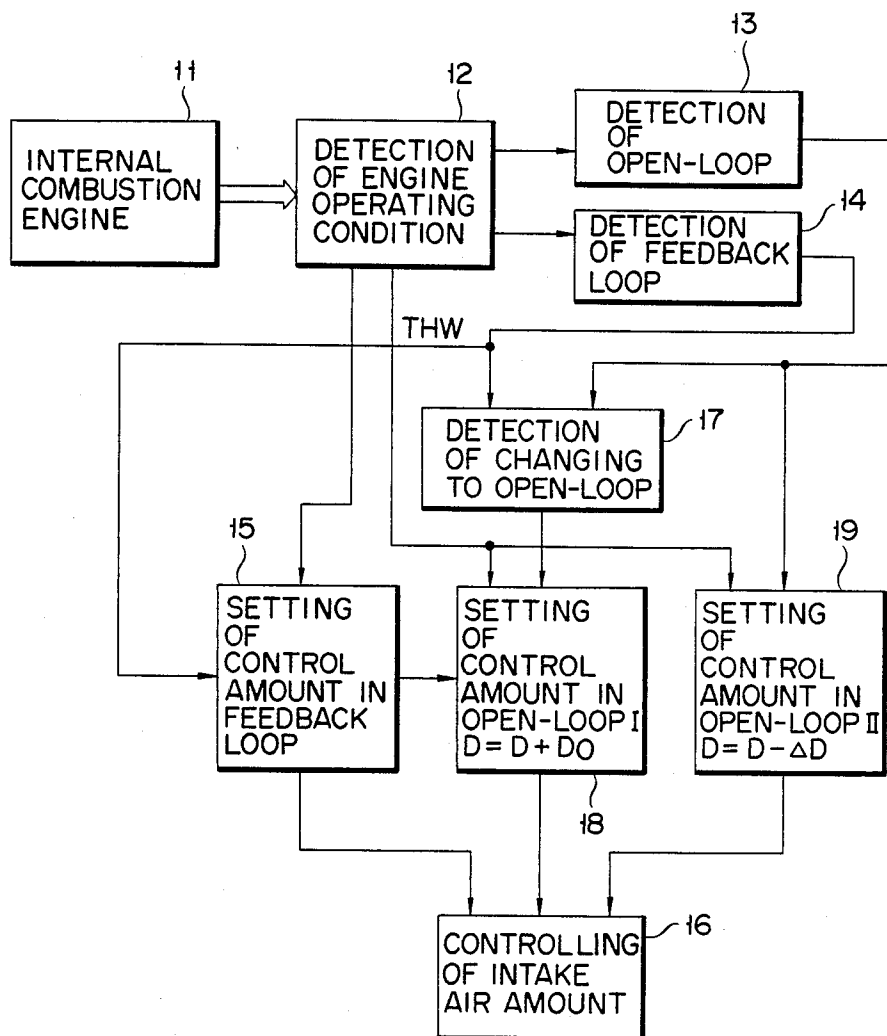 11
INTERNAL
COMBUSTION
ENGINE
12
DETECTION
OF ENGINE
OPERATING
CONDITION
13
DETECTION
OF
OPEN-LOOP
14
DETECTION
OF FEEDBACK
LOOP
THW
17
DETECTION
OF CHANGING
TO OPEN-LOOP
15
SETTING
OF
CONTROL
AMOUNT IN
FEEDBACK
LOOP
SETTING
OF
CONTROL
AMOUNT IN
OPEN-LOOP I
D = D + DO
18
19
SETTING
OF
CONTROL
AMOUNT IN
OPEN-LOOP II
D = D - ΔD
16
CONTROLLING
OF INTAKE
AIR AMOUNT